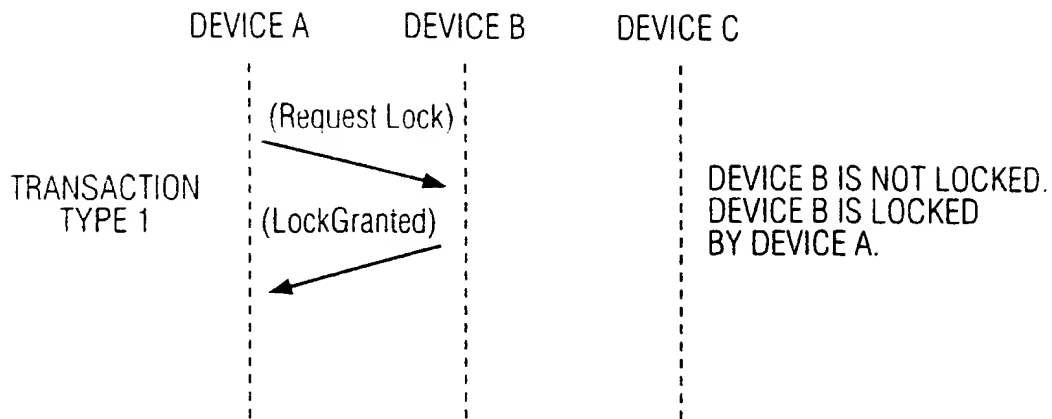 DEVICE A DEVICE B DEVICE C
(Request Lock)
TRANSACTION
TYPE 1
(LockGranted)
DEVICE B IS NOT LOCKED.
DEVICE B IS LOCKED
BY DEVICE A.